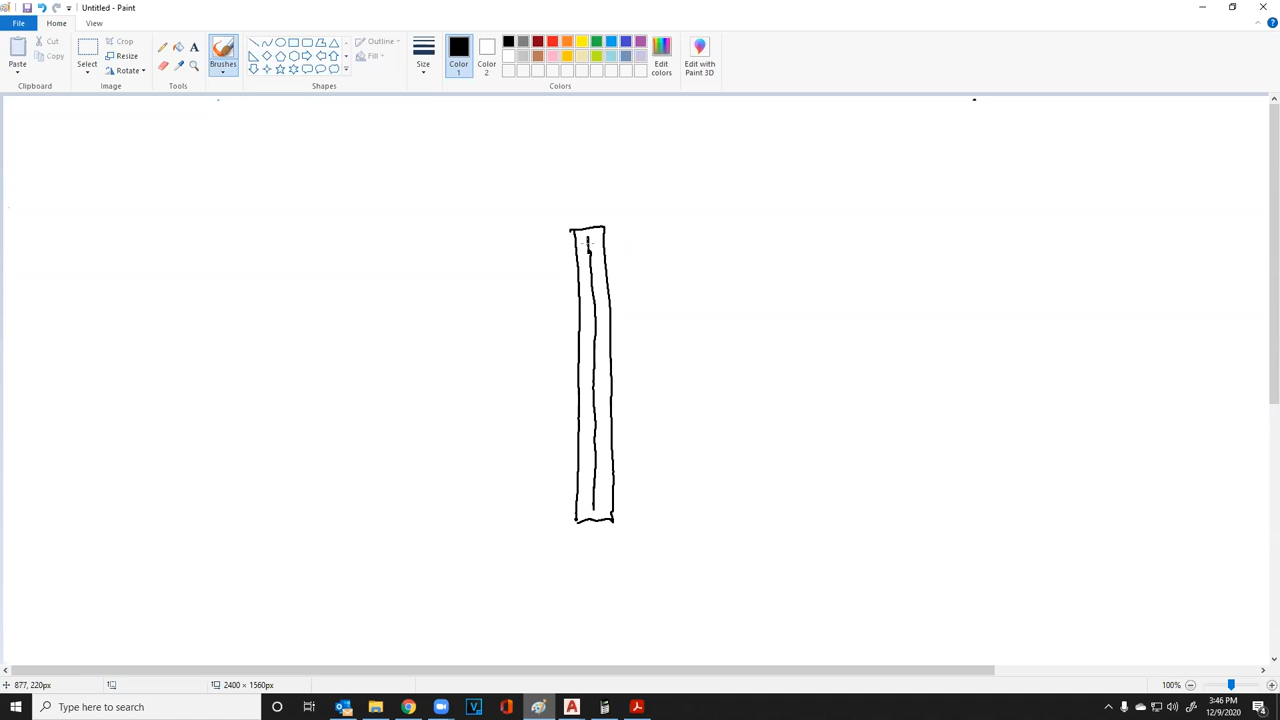 Untitled - Paint
File Home View
Paste
Cut
Copy
Clipboard
Select
Crop
Resize
Rotate
Image
A
Tools
Brushes
Outline
Fill
Shapes
Size
Color 1
Color 2
Edit colors
Colors
Edit with Paint 3D
877, 220px
2400 × 1560px
100%
Type here to search
3:46 PM
12/9/2020